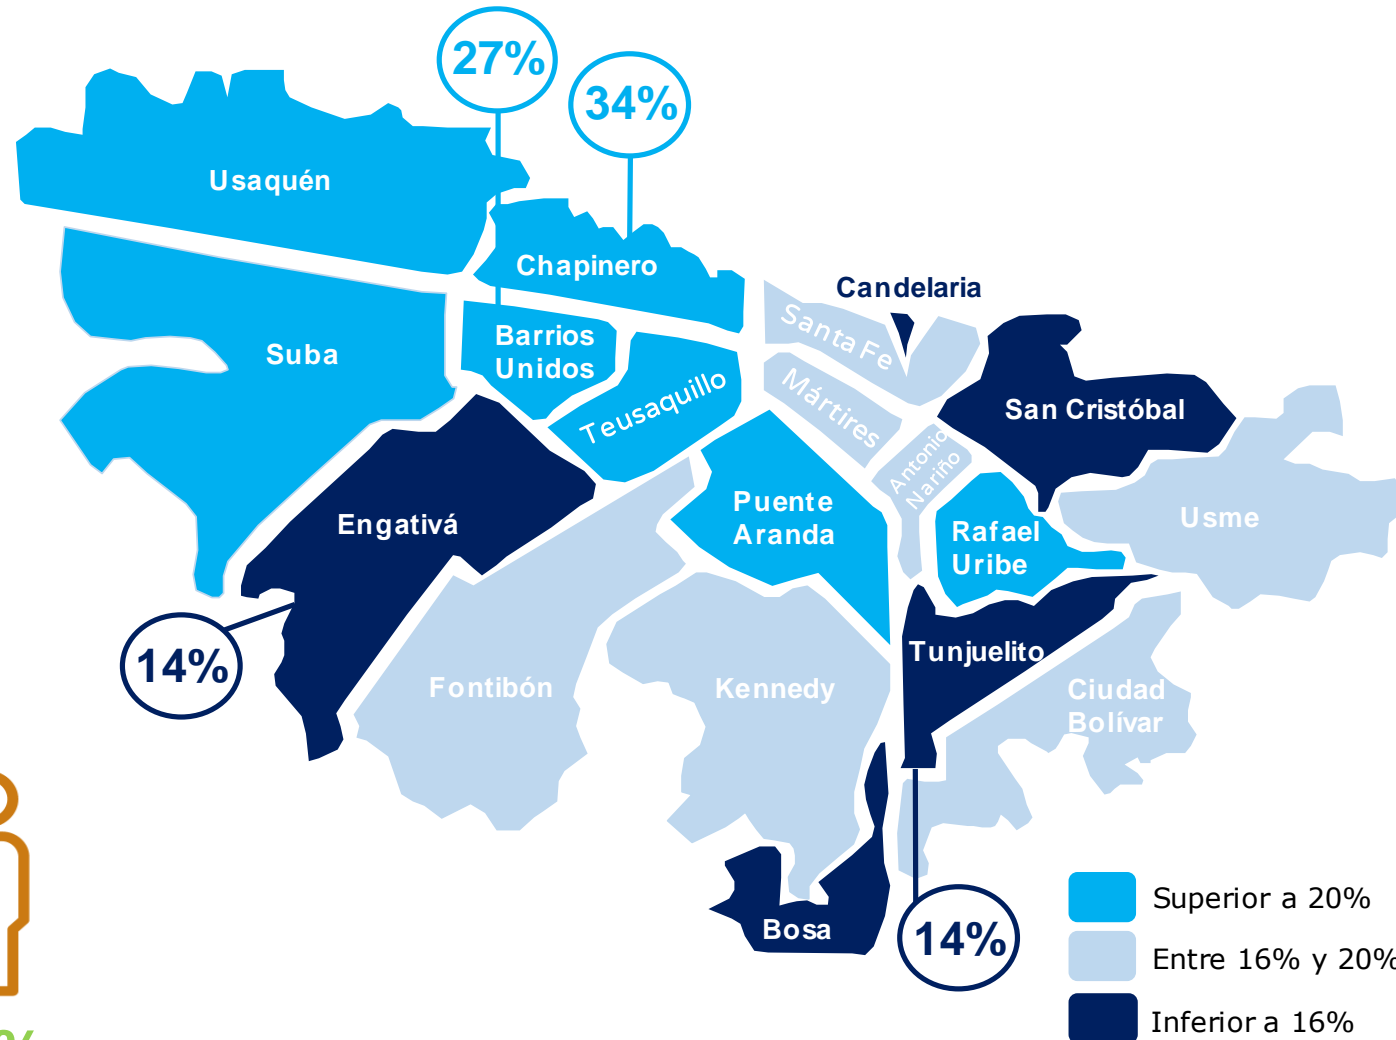 27%
34%
Usaquén
Chapinero
Candelaria
Santa Fe
Barrios
Unidos
Suba
Teusaquillo
Mártires
San Cristóbal
Antonio
Nariño
Engativá
Puente
Aranda
Rafael
Uribe
Usme
14%
Tunjuelito
Fontibón
Kennedy
Ciudad
Bolívar
Bosa
14%
Superior a 20%
Entre 16% y 20%
Inferior a 16%
%